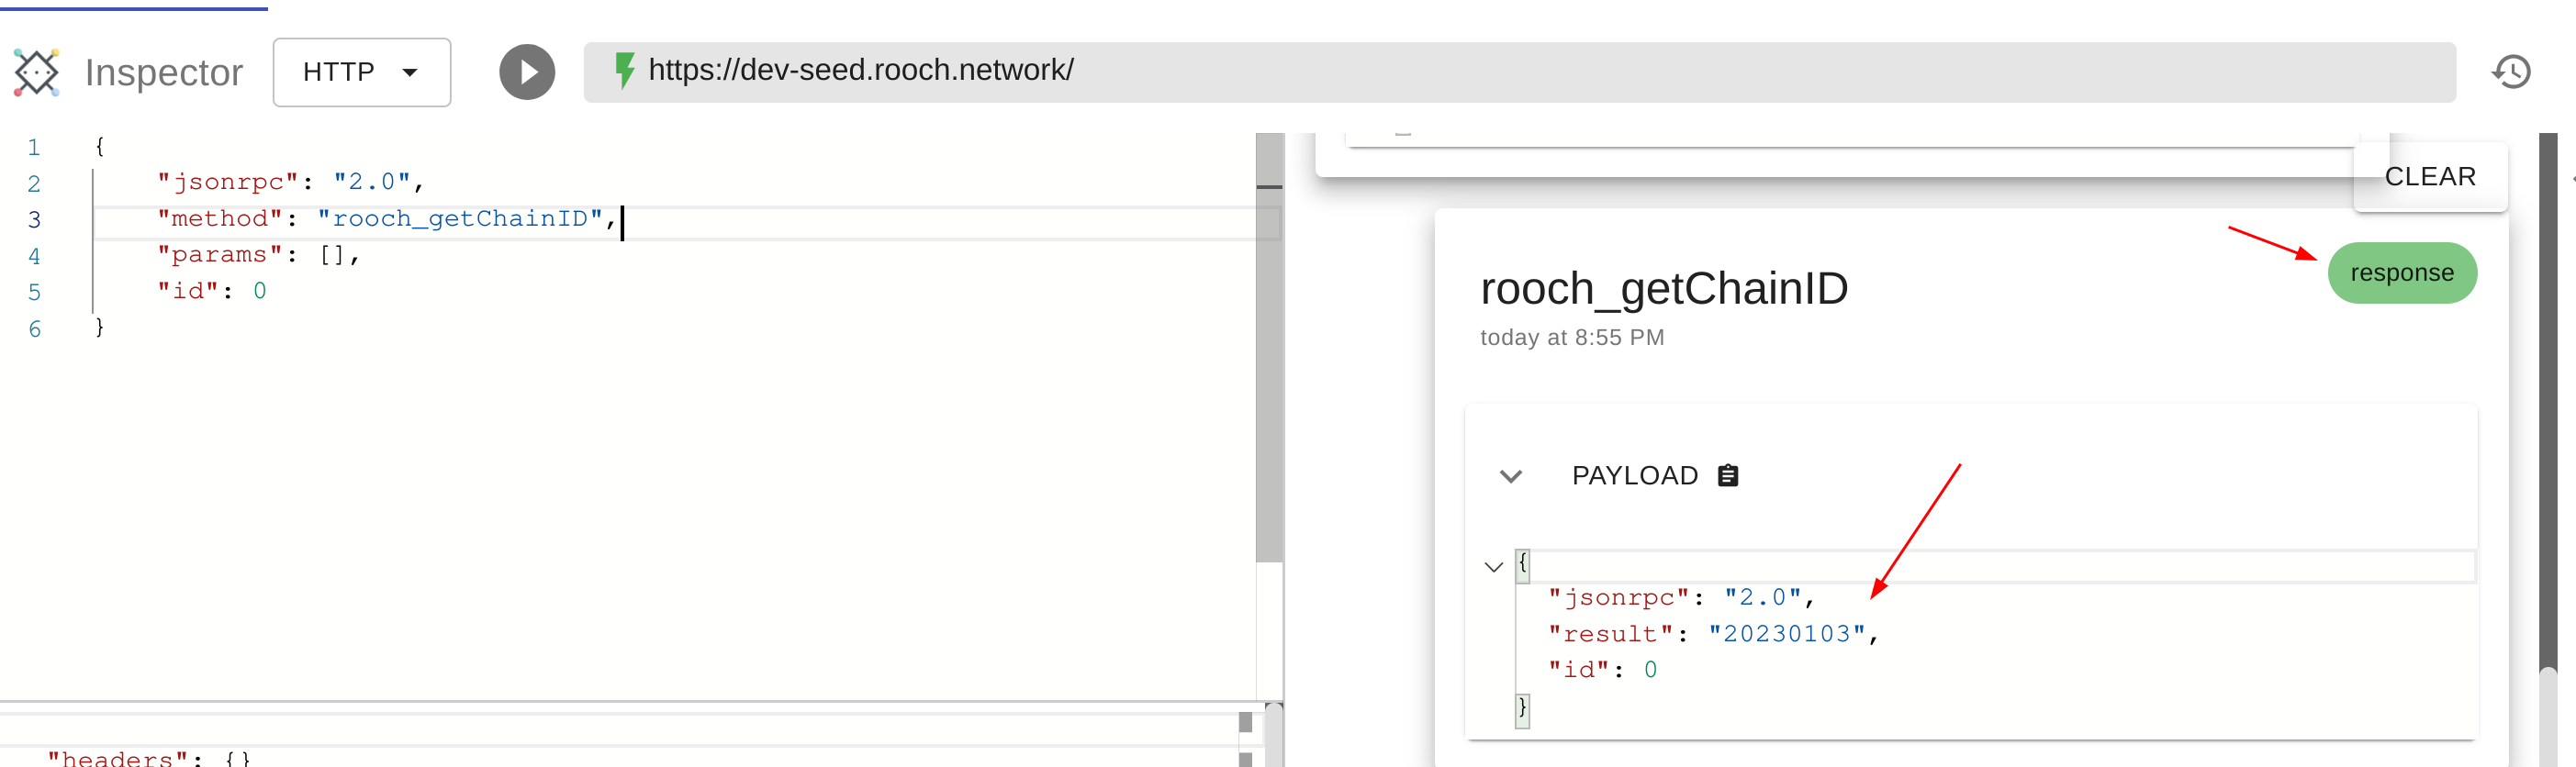 Inspector HTTP https://dev-seed.rooch.network/
1 {
2 "jsonrpc": "2.0",
3 "method": "rooch_getChainID",
4 "params": [],
5 "id": 0
6 }
"headers": {}
CLEAR
response
rooch_getChainID
today at 8:55 PM
PAYLOAD
{
"jsonrpc": "2.0",
"result": "20230103",
"id": 0
}